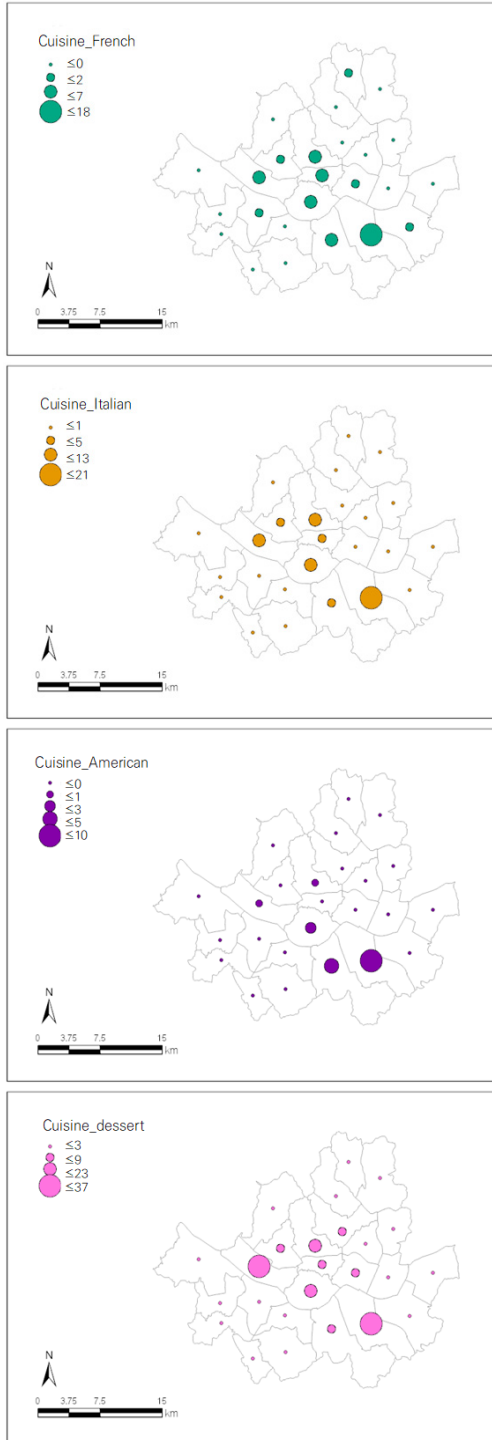 Cuisine_French
≤0
≤2
≤7
≤18
N
0 3.75 7.5 15
km
Cuisine_Italian
≤1
≤5
≤13
≤21
N
0 3.75 7.5 15
km
Cuisine_American
≤0
≤1
≤3
≤5
≤10
N
0 3.75 7.5 15
km
Cuisine_dessert
≤3
≤9
≤23
≤37
N
0 3.75 7.5 15
km